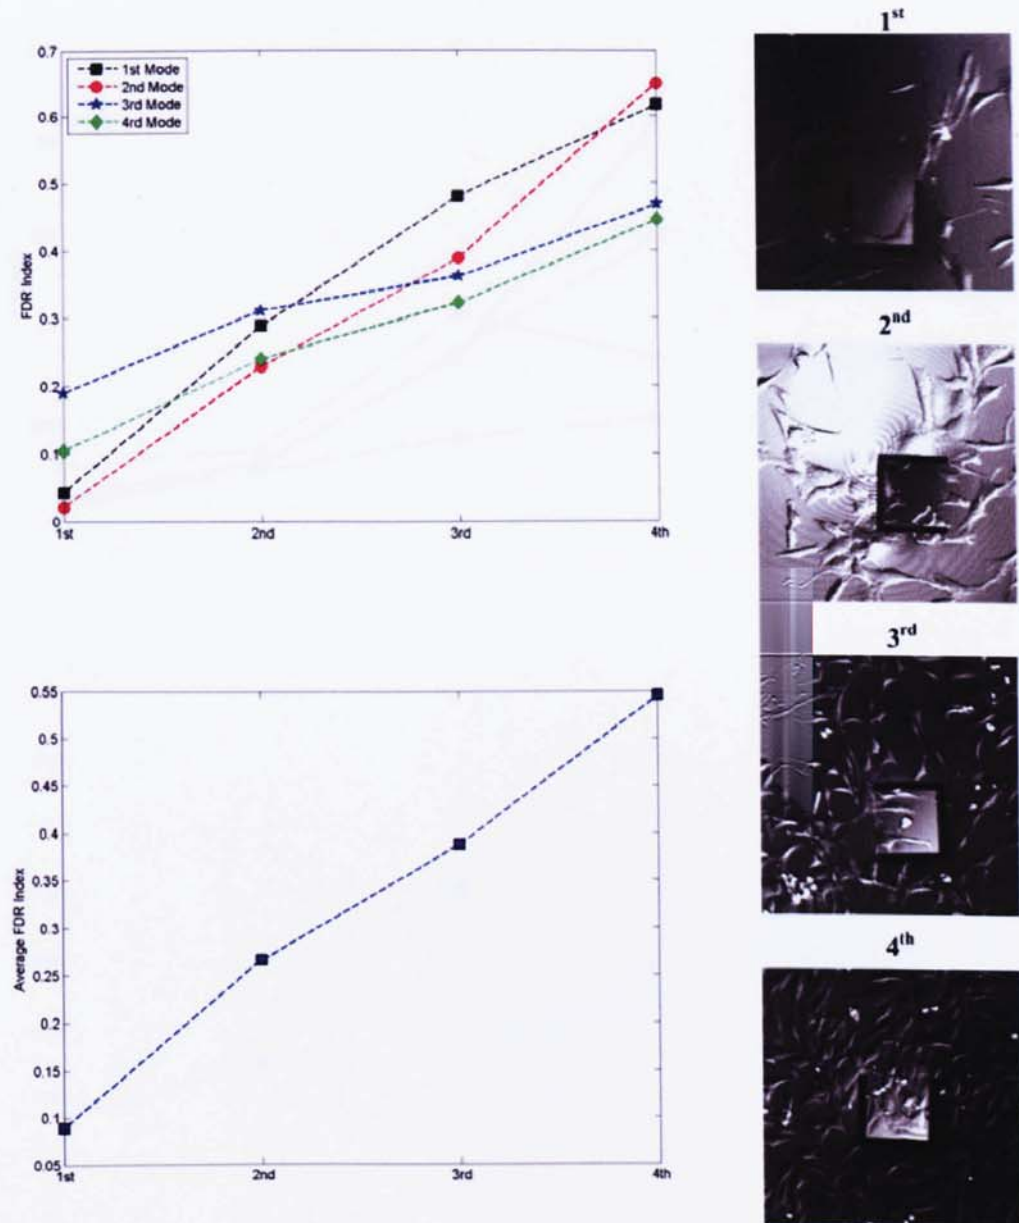 1st
0.7
0.6
0.5
0.4
0.3
0.2
0.1
0
1st Mode
2nd Mode
3rd Mode
4rd Mode
FDR Index
1st
2nd
3rd
4th
2nd
3rd
0.55
0.5
0.45
0.4
0.35
0.3
0.25
0.2
0.15
0.1
0.05
Average FDR Index
1st
2nd
3rd
4th
4th